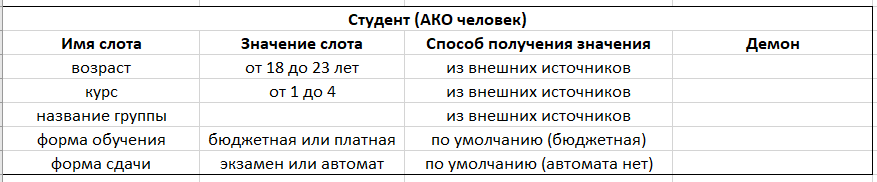 Студент (АКО человек)
Имя слота Значение слота Способ получения значения Демон
возраст от 18 до 23 лет из внешних источников
курс от 1 до 4 из внешних источников
название группы из внешних источников
форма обучения бюджетная или платная по умолчанию (бюджетная)
форма сдачи экзамен или автомат по умолчанию (автомата нет)